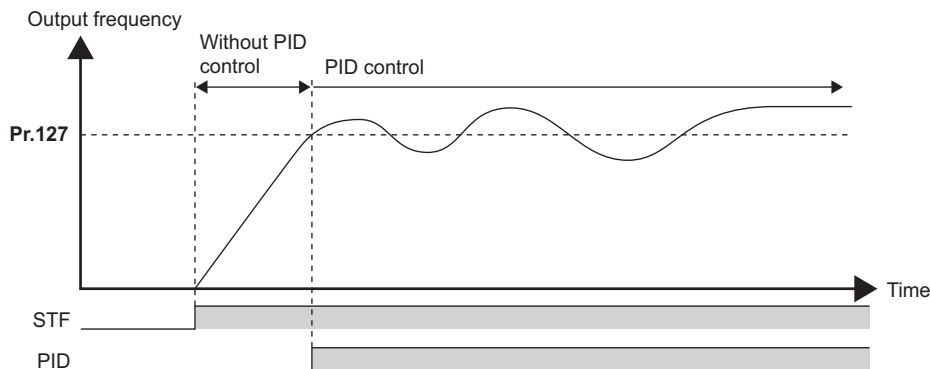 Output frequency
Without PID
control
PID control
Pr.127
Time
STF
PID